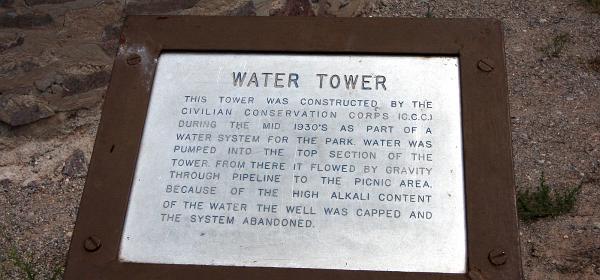 WATER TOWER
THIS TOWER WAS CONSTRUCTED BY THE
CIVILIAN CONSERVATION CORPS (C.C.C.)
DURING THE MID 1930'S AS PART OF A
WATER SYSTEM FOR THE PARK. WATER WAS
PUMPED INTO THE TOP SECTION OF THE
TOWER. FROM THERE IT FLOWED BY GRAVITY
THROUGH PIPELINE TO THE PICNIC AREA.
BECAUSE OF THE HIGH ALKALI CONTENT
OF THE WATER THE WELL WAS CAPPED AND
THE SYSTEM ABANDONED.